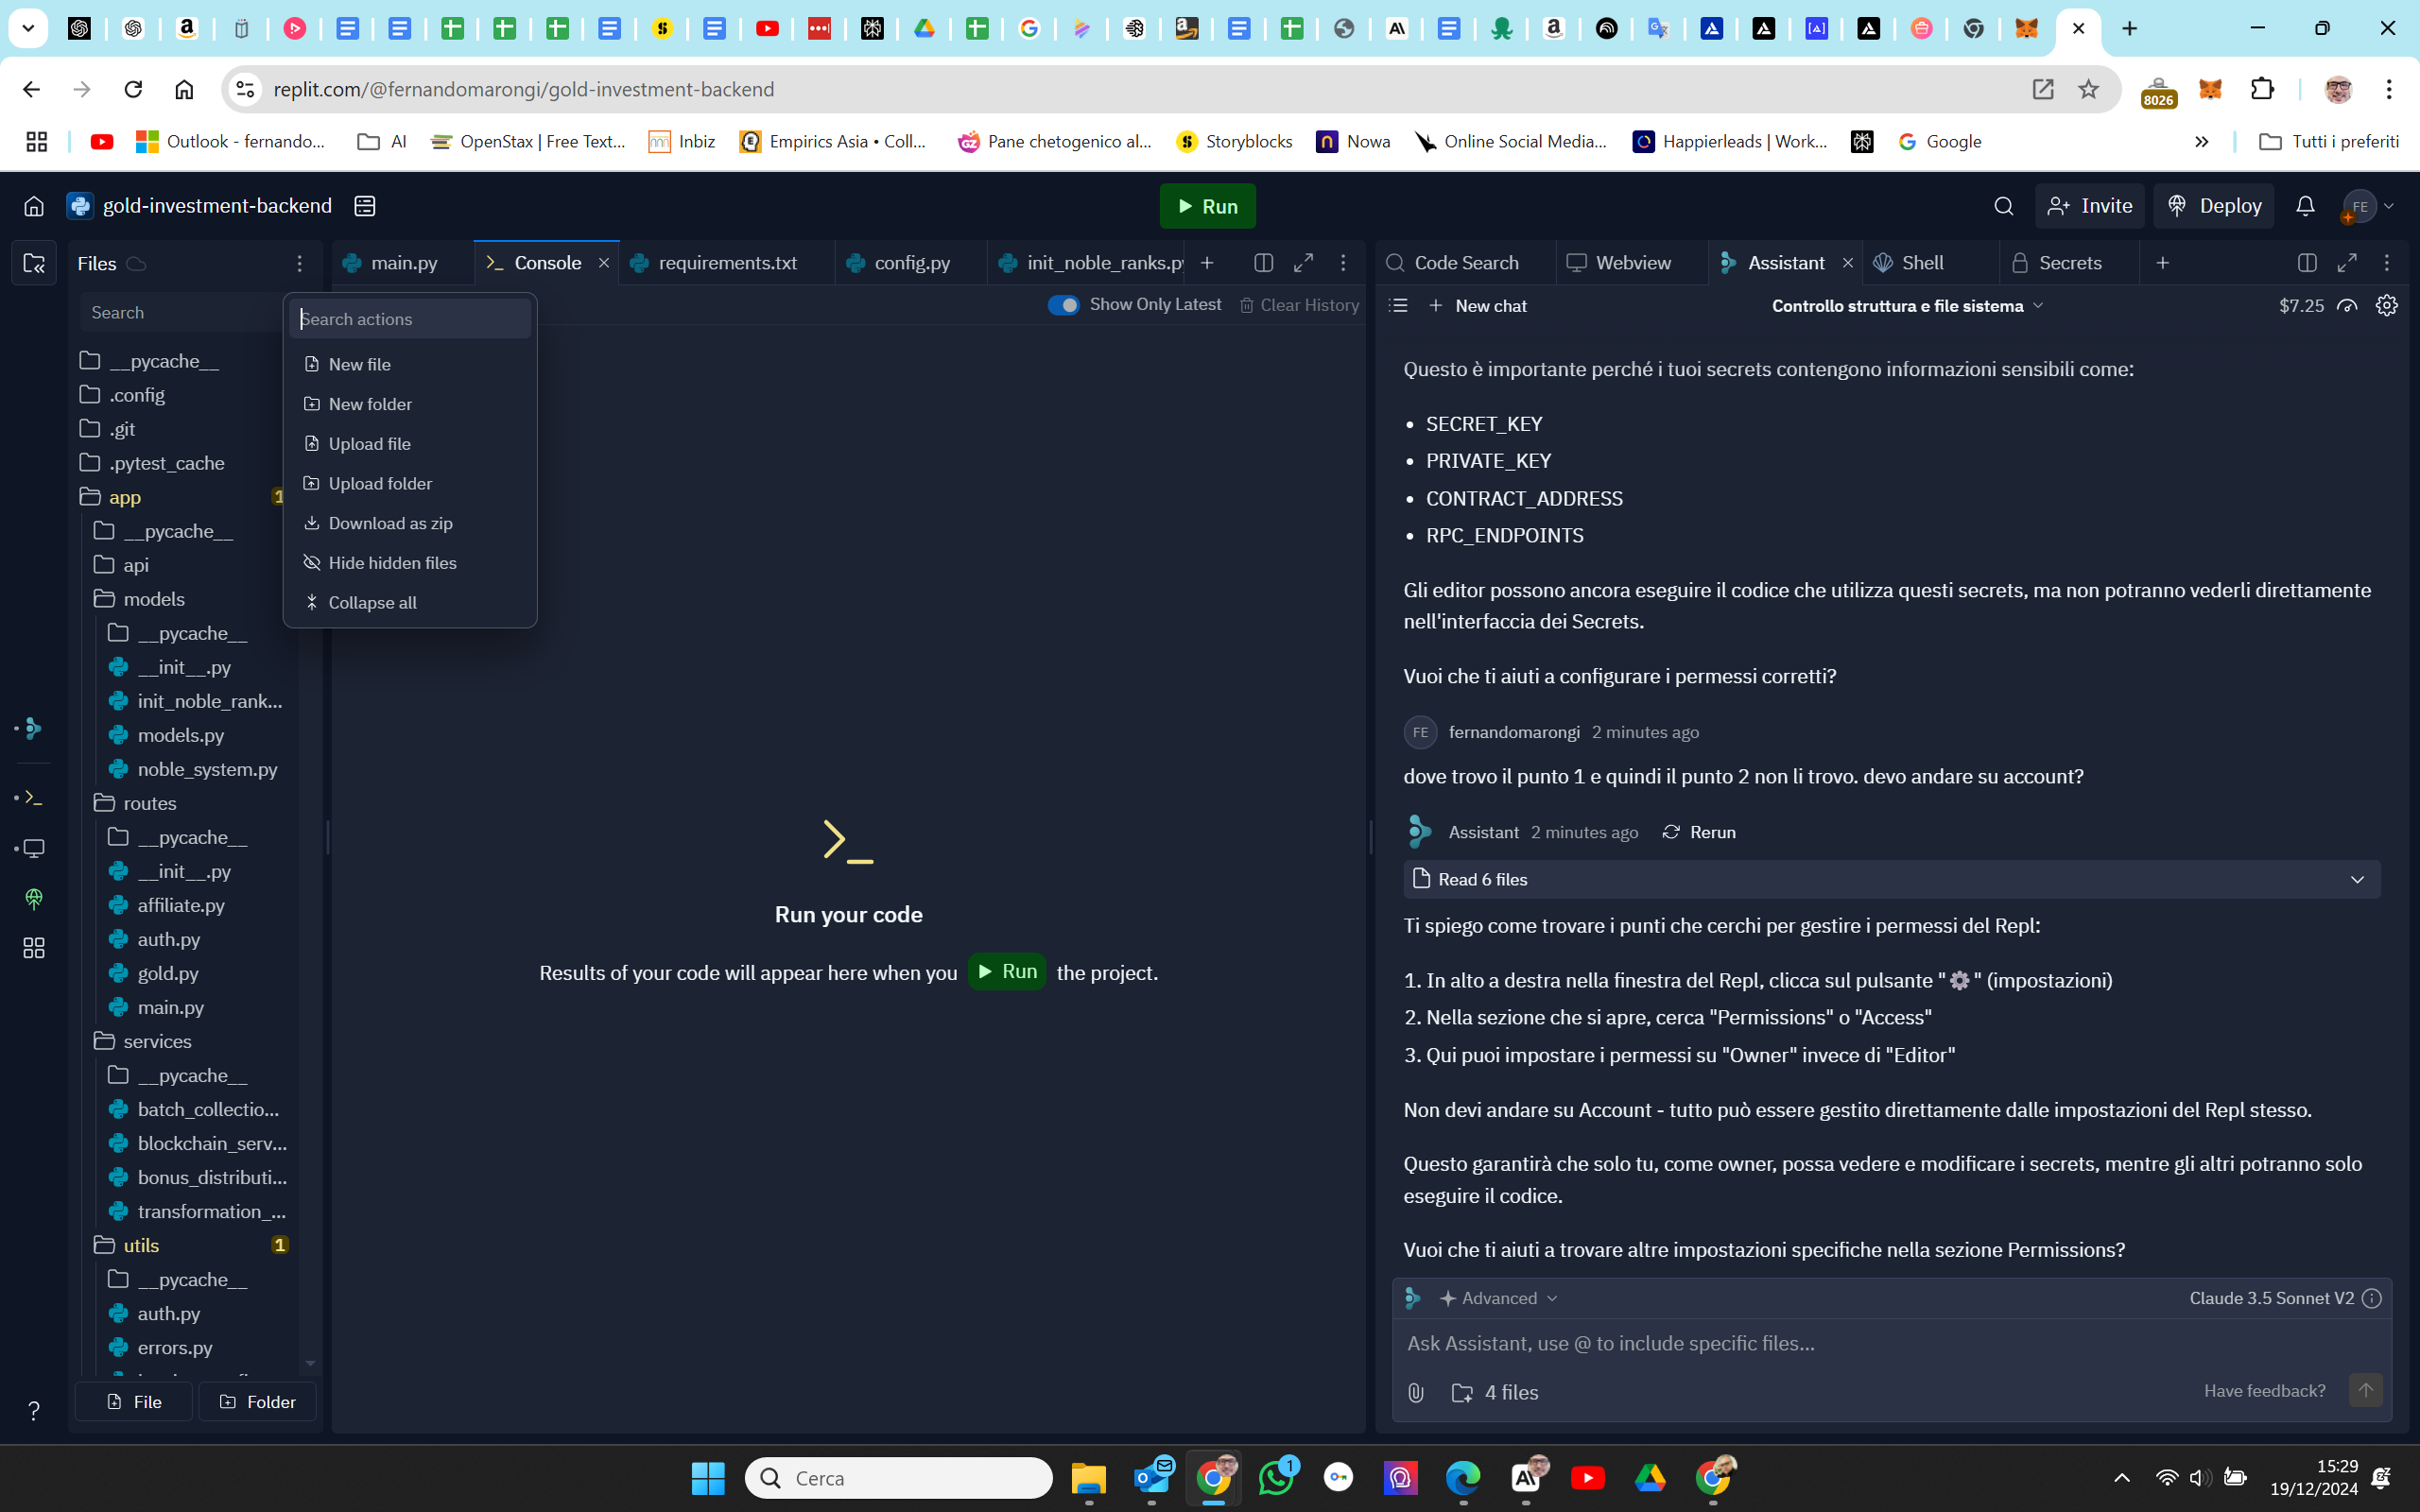 replit.com/@fernandomarongi/gold-investment-backend
8026
Outlook - fernando...
AI
OpenStax | Free Text...
Inbiz
Empirics Asia • Coll...
Pane chetogenico al...
Storyblocks
Nowa
Online Social Media...
Happierleads | Work...
Google
Tutti i preferiti
gold-investment-backend
Run
Invite
Deploy
FE
Files
main.py
Console
requirements.txt
config.py
init_noble_ranks.py
Code Search
Webview
Assistant
Shell
Secrets
Search
Search actions
New file
New folder
Upload file
Upload folder
Download as zip
Hide hidden files
Collapse all
Show Only Latest
Clear History
New chat
Controllo struttura e file sistema
$7.25
__pycache__
.config
.git
.pytest_cache
app
1
__pycache__
api
models
__pycache__
__init__.py
init_noble_rank...
models.py
noble_system.py
routes
__pycache__
__init__.py
affiliate.py
auth.py
gold.py
main.py
services
__pycache__
batch_collectio...
blockchain_serv...
bonus_distributi...
transformation_...
utils
1
__pycache__
auth.py
errors.py
File
Folder
?
>_
Run your code
Results of your code will appear here when you Run the project.
Questo è importante perché i tuoi secrets contengono informazioni sensibili come:
• SECRET_KEY
• PRIVATE_KEY
• CONTRACT_ADDRESS
• RPC_ENDPOINTS
Gli editor possono ancora eseguire il codice che utilizza questi secrets, ma non potranno vederli direttamente
nell'interfaccia dei Secrets.
Vuoi che ti aiuti a configurare i permessi corretti?
FE fernandomarongi 2 minutes ago
dove trovo il punto 1 e quindi il punto 2 non li trovo. devo andare su account?
Assistant 2 minutes ago Rerun
Read 6 files
Ti spiego come trovare i punti che cerchi per gestire i permessi del Repl:
1. In alto a destra nella finestra del Repl, clicca sul pulsante "⚙️" (impostazioni)
2. Nella sezione che si apre, cerca "Permissions" o "Access"
3. Qui puoi impostare i permessi su "Owner" invece di "Editor"
Non devi andare su Account - tutto può essere gestito direttamente dalle impostazioni del Repl stesso.
Questo garantirà che solo tu, come owner, possa vedere e modificare i secrets, mentre gli altri potranno solo
eseguire il codice.
Vuoi che ti aiuti a trovare altre impostazioni specifiche nella sezione Permissions?
Advanced
Claude 3.5 Sonnet V2
Ask Assistant, use @ to include specific files...
4 files
Have feedback?
Cerca
1
15:29
19/12/2024